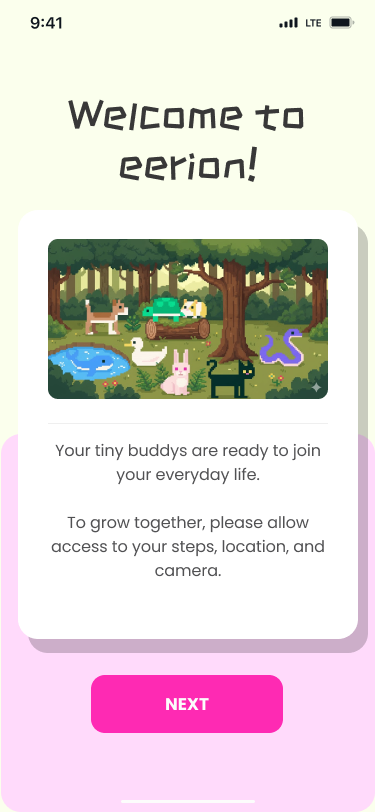 9:41
LTE
Welcome to
eerion!
Your tiny buddys are ready to join
your everyday life.
To grow together, please allow
access to your steps, location, and
camera.
NEXT